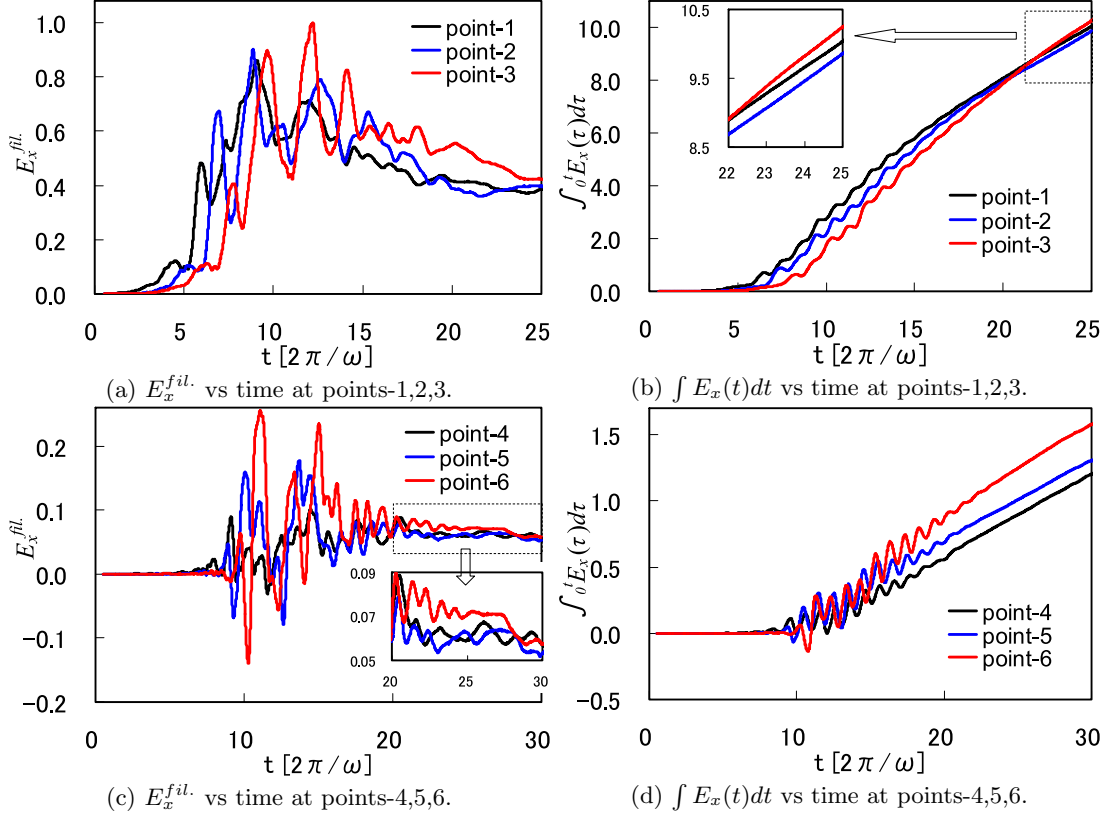 1.0
0.8
0.6
0.4
0.2
0.0
E_x^{fil.}
point-1
point-2
point-3
0 5 10 15 20 25
t [2π/ω]
(a) E_x^{fil.} vs time at points-1,2,3.
10.0
8.0
6.0
4.0
2.0
0.0
∫_0^t E_x(τ)dτ
10.5
9.5
8.5
22 23 24 25
point-1
point-2
point-3
0 5 10 15 20 25
t [2π/ω]
(b) ∫ E_x(t)dt vs time at points-1,2,3.
0.2
0.1
0.0
−0.1
−0.2
E_x^{fil.}
point-4
point-5
point-6
0.09
0.07
0.05
20 25 30
0 10 20 30
t [2π/ω]
(c) E_x^{fil.} vs time at points-4,5,6.
1.5
1.0
0.5
0.0
−0.5
∫_0^t E_x(τ)dτ
point-4
point-5
point-6
0 10 20 30
t [2π/ω]
(d) ∫ E_x(t)dt vs time at points-4,5,6.